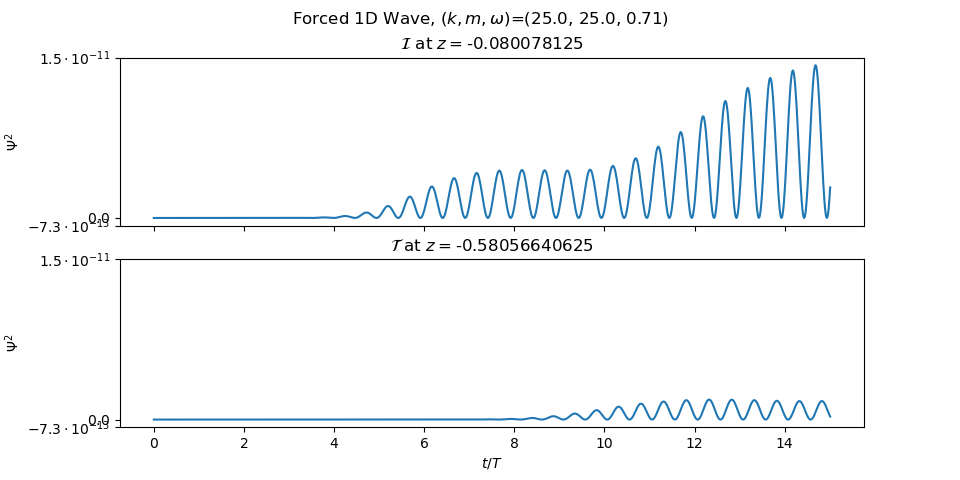 Forced 1D Wave, (k, m, ω)=(25.0, 25.0, 0.71)
𝓘 at z = -0.080078125
1.5 · 10⁻¹¹
Ψ²
0.0
−7.3 · 10⁻¹³
𝓣 at z = -0.58056640625
1.5 · 10⁻¹¹
Ψ²
0.0
−7.3 · 10⁻¹³
0 2 4 6 8 10 12 14
t/T